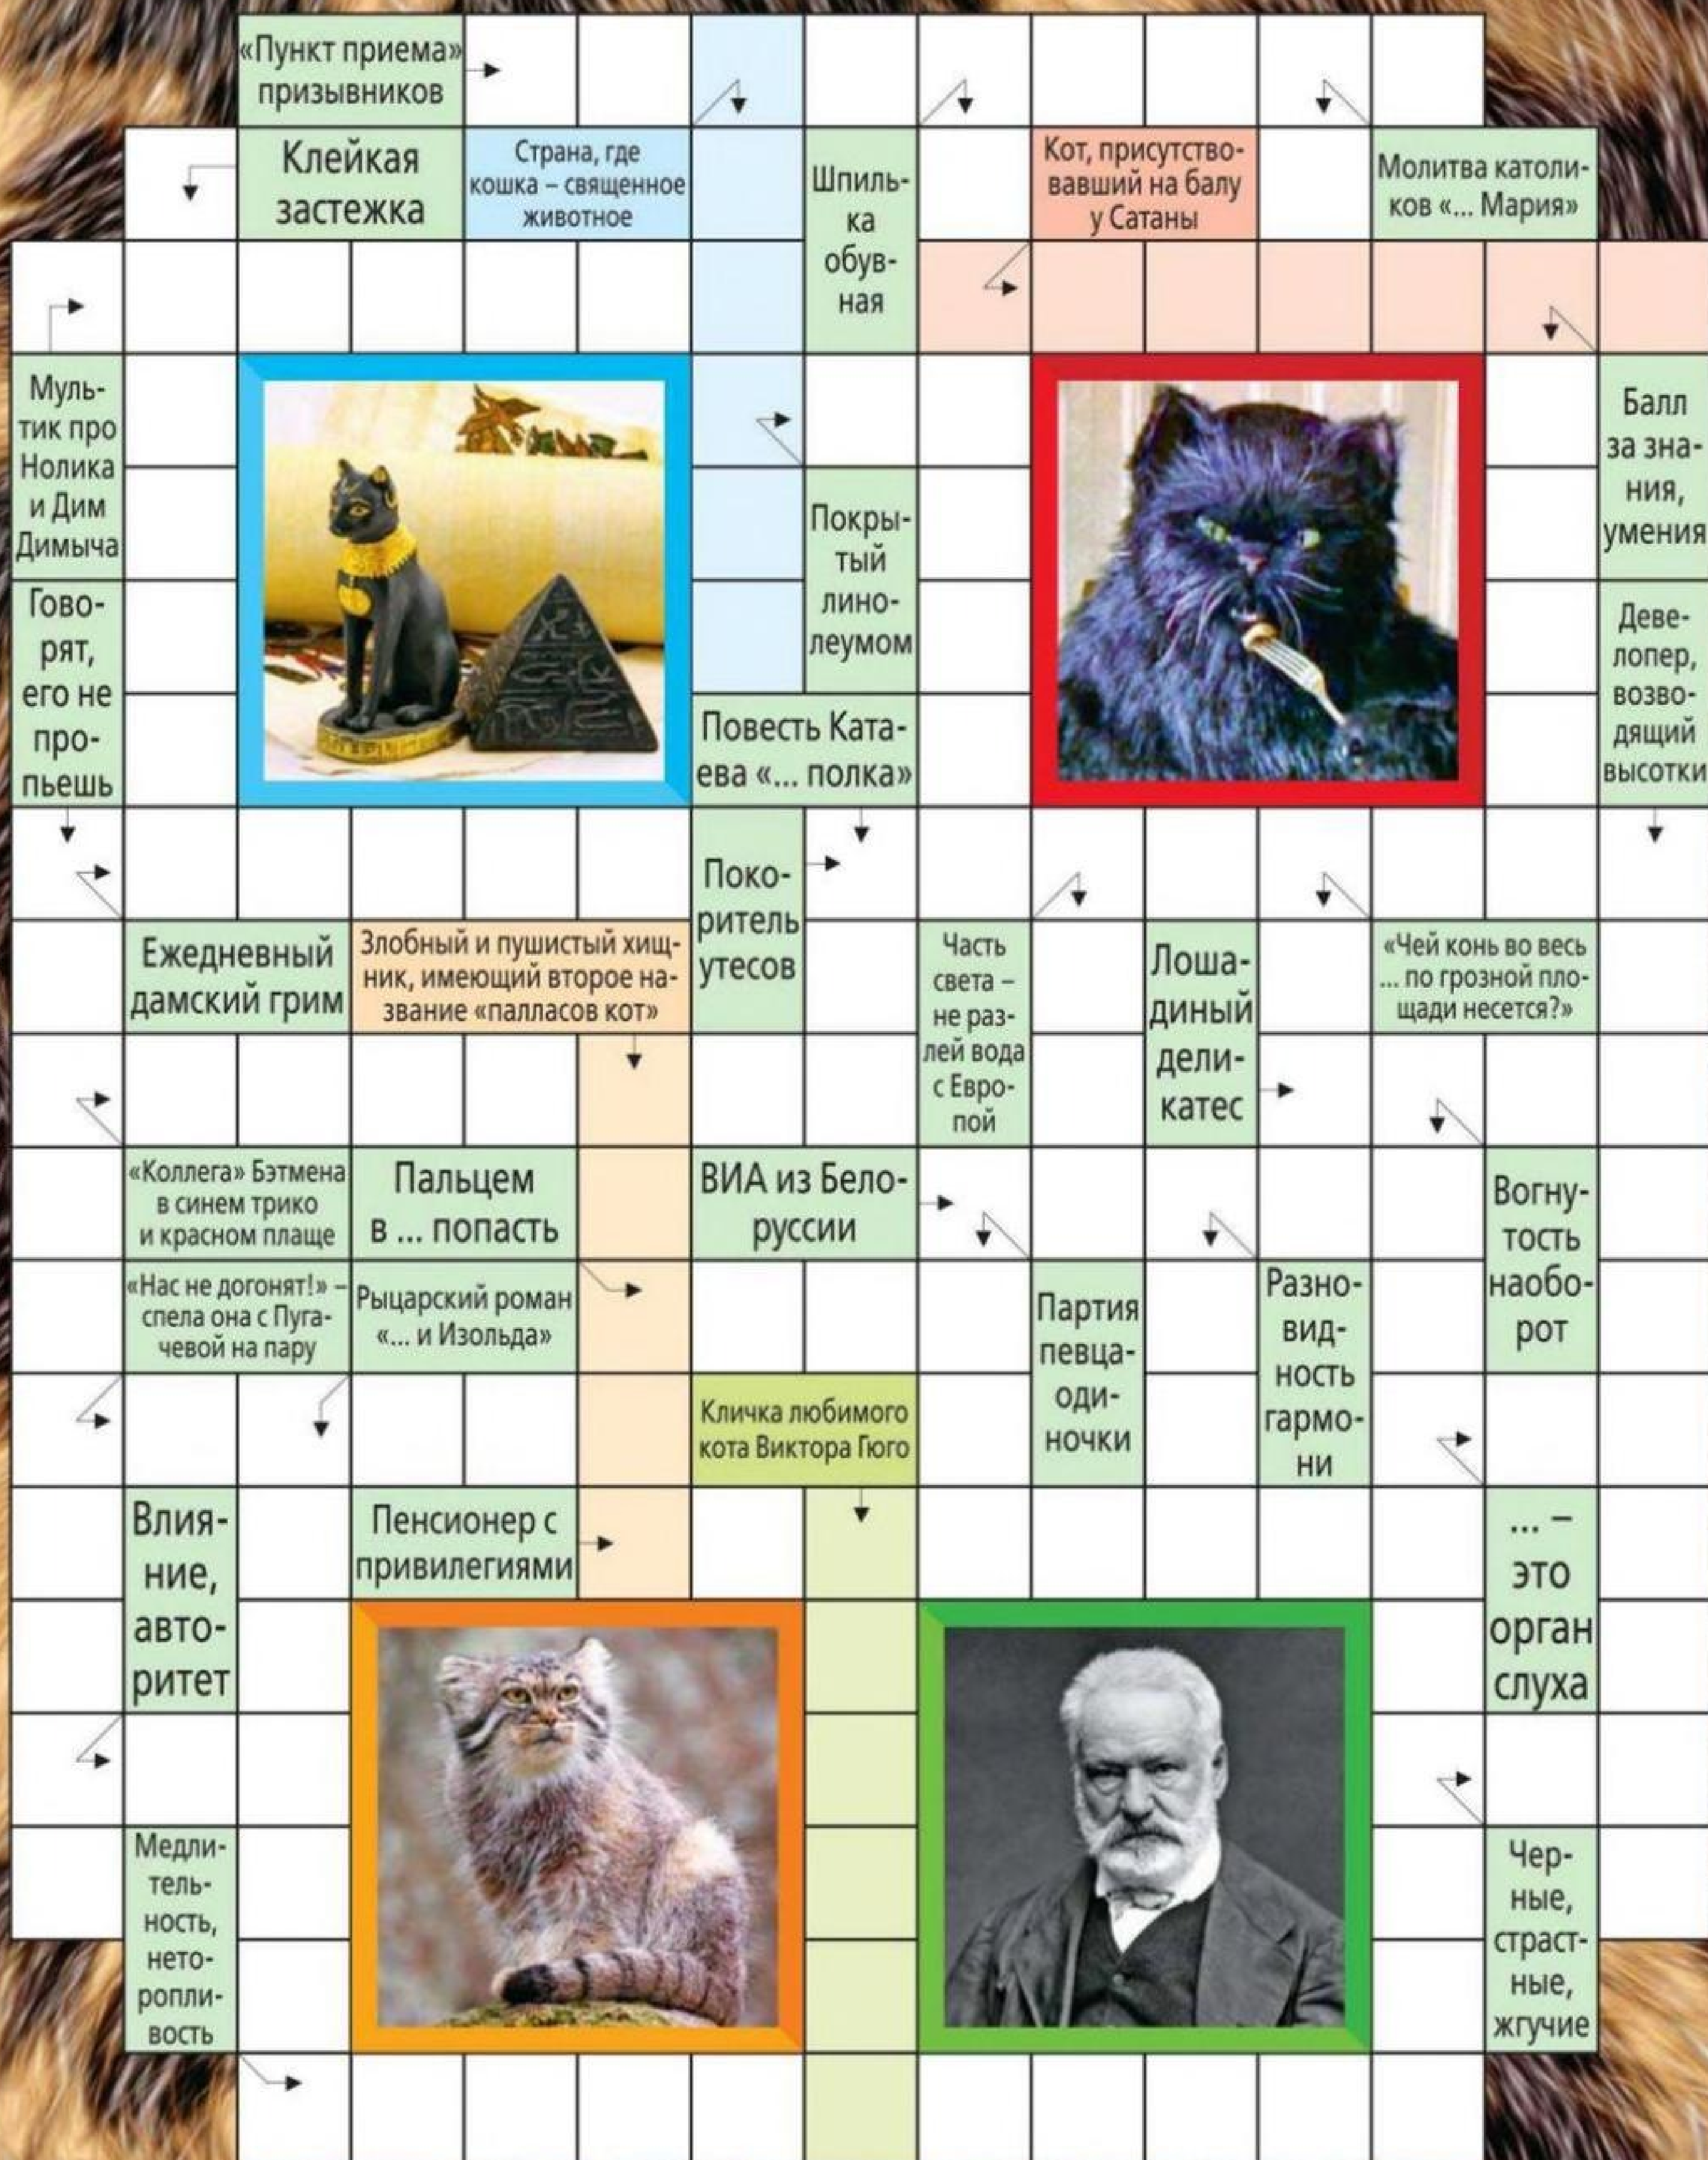 «Пункт приема»
призывников
Клейкая
застежка
Страна, где
кошка – священное
животное
Шпиль-
ка
обув-
ная
Кот, присутство-
вавший на балу
у Сатаны
Молитва католи-
ков «... Мария»
Муль-
тик про
Нолика
и Дим
Димыча
Балл
за зна-
ния,
умения
Покры-
тый
лино-
леумом
Гово-
рят,
его не
про-
пьешь
Деве-
лопер,
возво-
дящий
высотки
Повесть Ката-
ева «... полка»
Поко-
ритель
утесов
Ежедневный
дамский грим
Злобный и пушистый хищ-
ник, имеющий второе на-
звание «палласов кот»
Часть
света –
не раз-
лей вода
с Евро-
пой
Лоша-
диный
дели-
катес
«Чей конь во весь
... по грозной пло-
щади несется?»
«Коллега» Бэтмена
в синем трико
и красном плаще
Пальцем
в ... попасть
ВИА из Бело-
руссии
Вогну-
тость
наобо-
рот
«Нас не догонят!» –
спела она с Пуга-
чевой на пару
Рыцарский роман
«... и Изольда»
Партия
певца-
оди-
ночки
Разно-
вид-
ность
гармо-
ни
Кличка любимого
кота Виктора Гюго
Влия-
ние,
авто-
ритет
Пенсионер с
привилегиями
... –
это
орган
слуха
Медли-
тель-
ность,
нето-
ропли-
вость
Чер-
ные,
страст-
ные,
жгучие